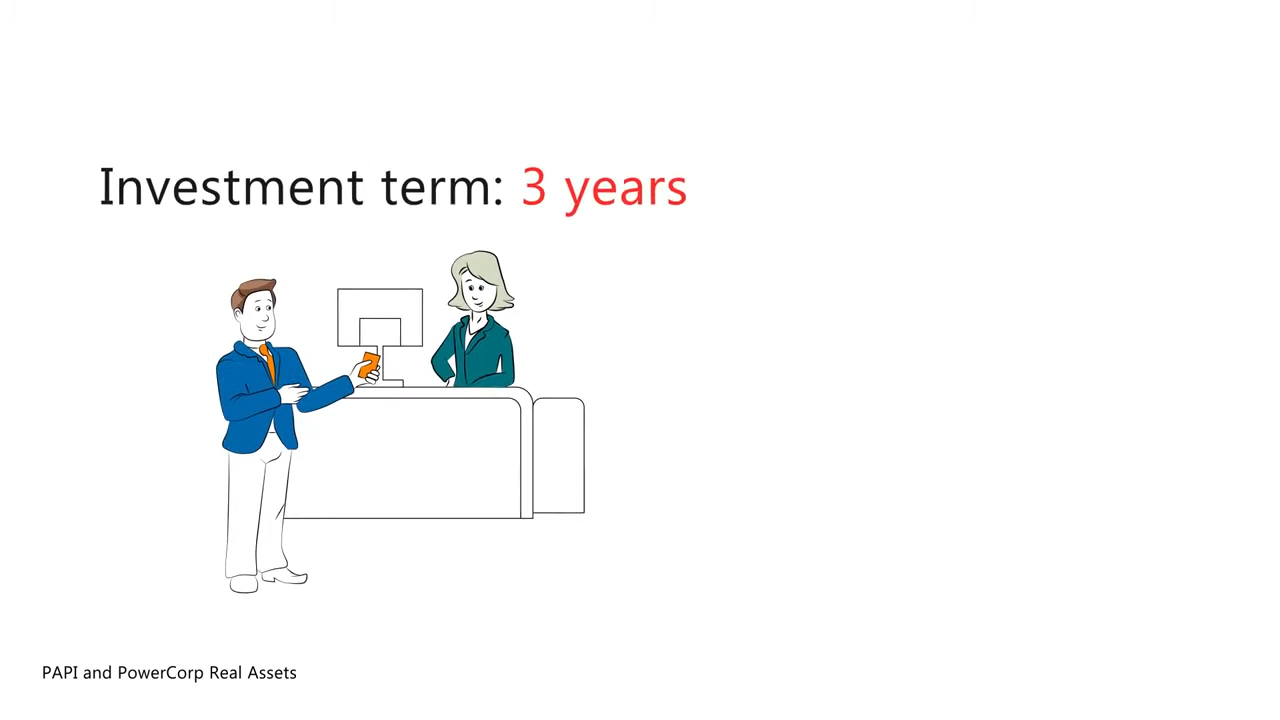 Investment term: 3 years
PAPI and PowerCorp Real Assets